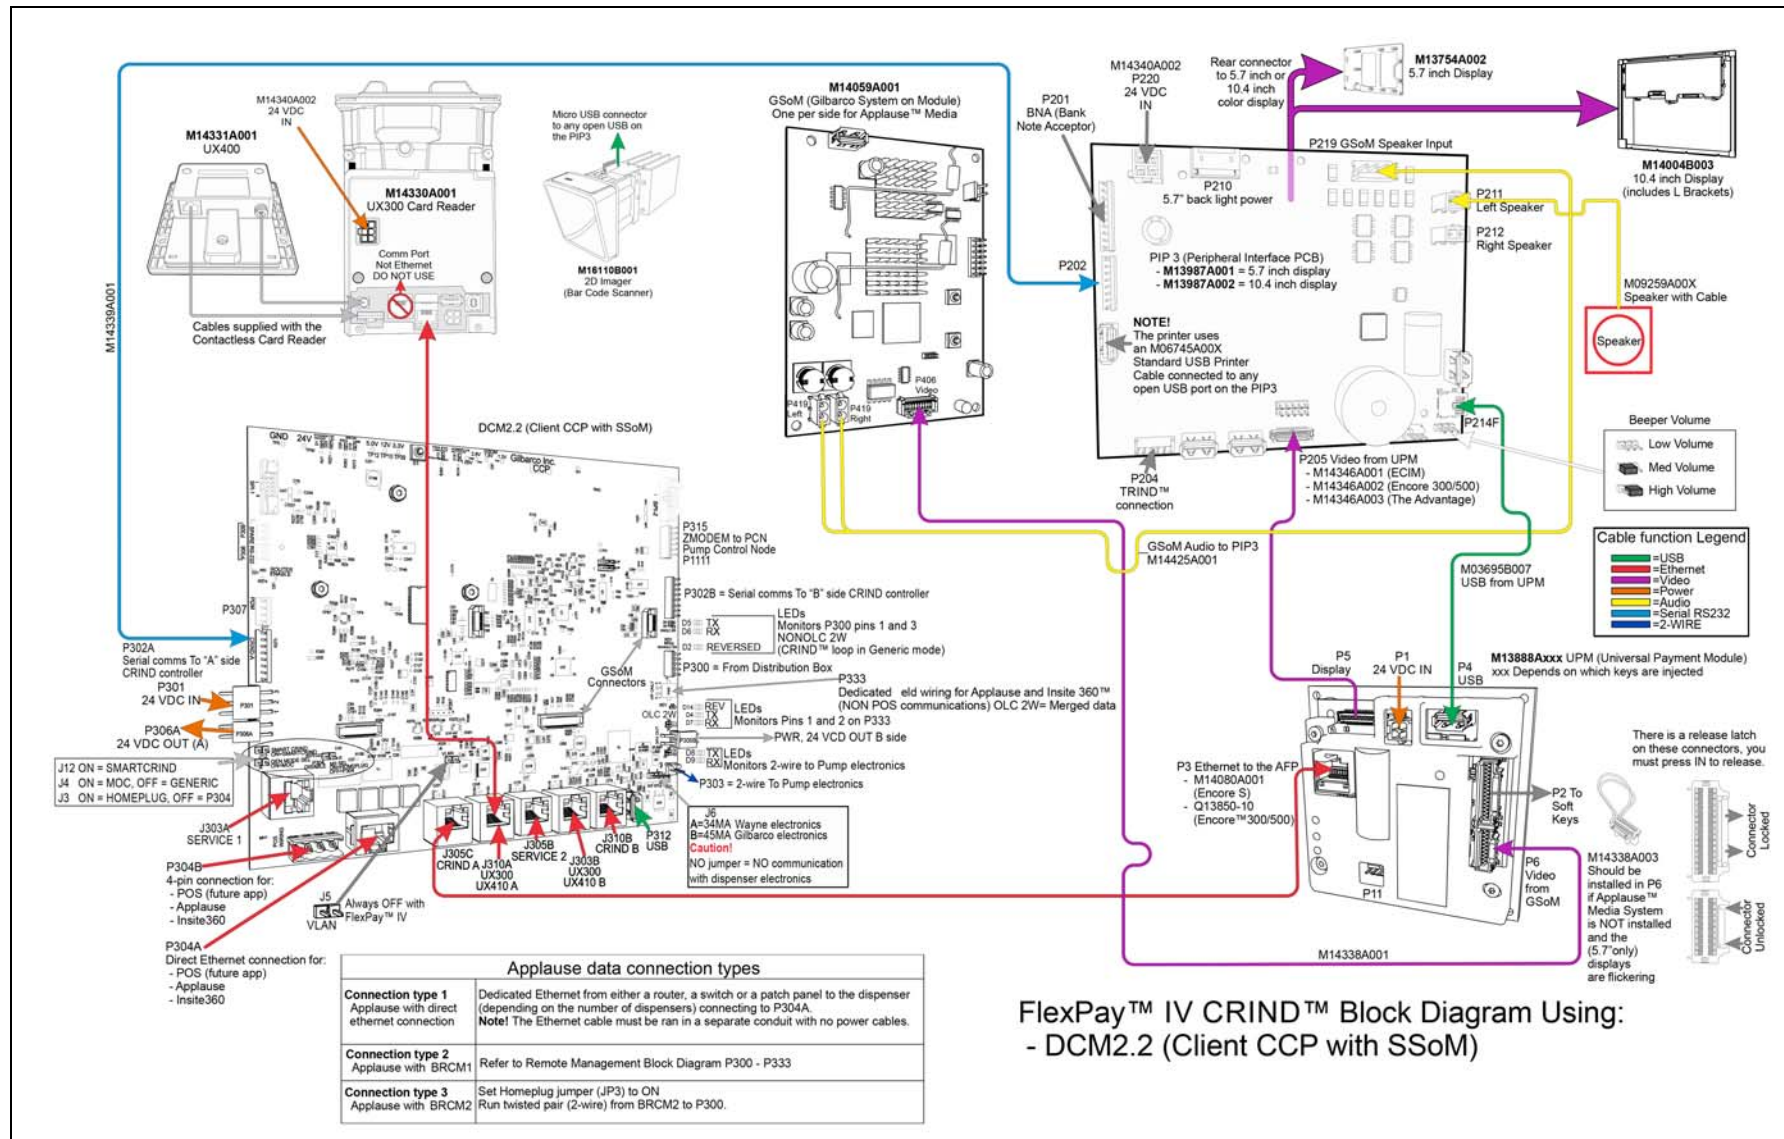 M14340A002
24 VDC
IN
M14331A001
UX400
M14330A001
UX300 Card Reader
Comm Port
Not Ethernet
DO NOT USE
Cables supplied with the
Contactless Card Reader
M14339A001
Micro USB connector
to any open USB on
the PIP3
M16110B001
2D Imager
(Bar Code Scanner)
M14059A001
GSoM (Gilbarco System on Module)
One per side for Applause™ Media
P419
Left
P419
Right
P406
Video
M14340A002
P220
24 VDC
IN
P201
BNA (Bank
Note Acceptor)
P202
P210
5.7" back light power
Rear connector
to 5.7 inch or
10.4 inch
color display
M13754A002
5.7 inch Display
M14004B003
10.4 inch Display
(includes L Brackets)
P219 GSoM Speaker Input
P211
Left Speaker
P212
Right Speaker
PIP 3 (Peripheral Interface PCB)
- M13987A001 = 5.7 inch display
- M13987A002 = 10.4 inch display
NOTE!
The printer uses
an M06745A00X
Standard USB Printer
Cable connected to any
open USB port on the PIP3
M09259A00X
Speaker with Cable
Speaker
P214F
Beeper Volume
Low Volume
Med Volume
High Volume
P204
TRIND™
connection
P205 Video from UPM
- M14346A001 (ECIM)
- M14346A002 (Encore 300/500)
- M14346A003 (The Advantage)
GSoM Audio to PIP3
M14425A001
M03695B007
USB from UPM
Cable function Legend
=USB
=Ethernet
=Video
=Power
=Audio
=Serial RS232
=2-WIRE
DCM2.2 (Client CCP with SSoM)
GND 24V
Gilbarco Inc.
CCP
P315
ZMODEM to PCN
Pump Control Node
P1111
P302B = Serial comms To "B" side CRIND controller
D5 TX
D6 RX
D2 REVERSED
LEDs
Monitors P300 pins 1 and 3
NONOLC 2W
(CRIND™ loop in Generic mode)
P300 = From Distribution Box
GSoM
Connectors
P333
Dedicated eld wiring for Applause and Insite 360™
(NON POS communications) OLC 2W= Merged data
OLC 2W
D14 REV
D4 TX
D7 RX
LEDs
Monitors Pins 1 and 2 on P333
PWR, 24 VCD OUT B side
D8 TX
D9 RX
LEDs
Monitors 2-wire to Pump electronics
P303 = 2-wire To Pump electronics
P307
P302A
Serial comms To "A" side
CRIND controller
P301
24 VDC IN
P301
P306A
24 VDC OUT (A)
P306A
J12 ON = SMARTCRIND
J4 ON = MOC, OFF = GENERIC
J3 ON = HOMEPLUG, OFF = P304
J303A
SERVICE 1
P304B
4-pin connection for:
- POS (future app)
- Applause
- Insite360
P304A
Direct Ethernet connection for:
- POS (future app)
- Applause
- Insite360
J5
VLAN
Always OFF with
FlexPay™ IV
J305C
CRIND A
J310A
UX300
UX410 A
J305B
SERVICE 2
J303B
UX300
UX410 B
J310B
CRIND B
P312
USB
J6
A=34MA Wayne electronics
B=45MA Gilbarco electronics
Caution!
NO jumper = NO communication
with dispenser electronics
P5
Display
P1
24 VDC IN
P4
USB
M13888Axxx UPM (Universal Payment Module)
xxx Depends on which keys are injected
P3 Ethernet to the AFP
- M14080A001
(Encore S)
- Q13850-10
(Encore™300/500)
P2 To
Soft
Keys
P11
P6
Video
from
GSoM
There is a release latch
on these connectors, you
must press IN to release.
Connector
Locked
Connector
Unlocked
M14338A003
Should be
installed in P6
if Applause™
Media System
is NOT installed
and the
(5.7"only)
displays
are flickering
M14338A001
Applause data connection types
Connection type 1
Applause with direct
ethernet connection
Dedicated Ethernet from either a router, a switch or a patch panel to the dispenser
(depending on the number of dispensers) connecting to P304A.
Note! The Ethernet cable must be ran in a separate conduit with no power cables.
Connection type 2
Applause with BRCM1
Refer to Remote Management Block Diagram P300 - P333
Connection type 3
Applause with BRCM2
Set Homeplug jumper (JP3) to ON
Run twisted pair (2-wire) from BRCM2 to P300.
FlexPay™ IV CRIND™ Block Diagram Using:
- DCM2.2 (Client CCP with SSoM)